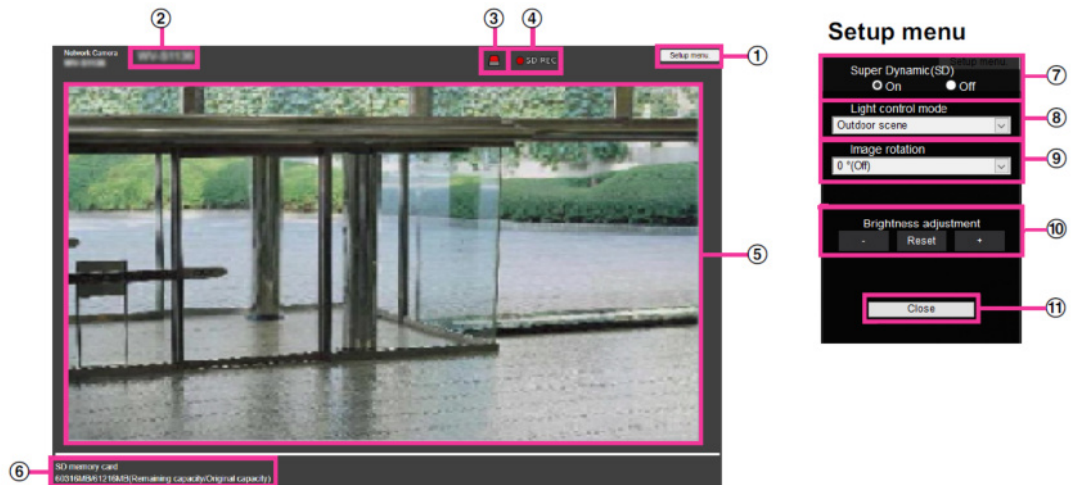 ②
③
④
Network Camera
SD REC
Setup menu
①
⑤
⑥
SD memory card
60316MB/61216MB(Remaining capacity/Original capacity)
Setup menu
Setup menu
Super Dynamic(SD)
On Off
⑦
Light control mode
Outdoor scene
⑧
Image rotation
0 °(Off)
⑨
Brightness adjustment
- Reset +
⑩
Close
⑪